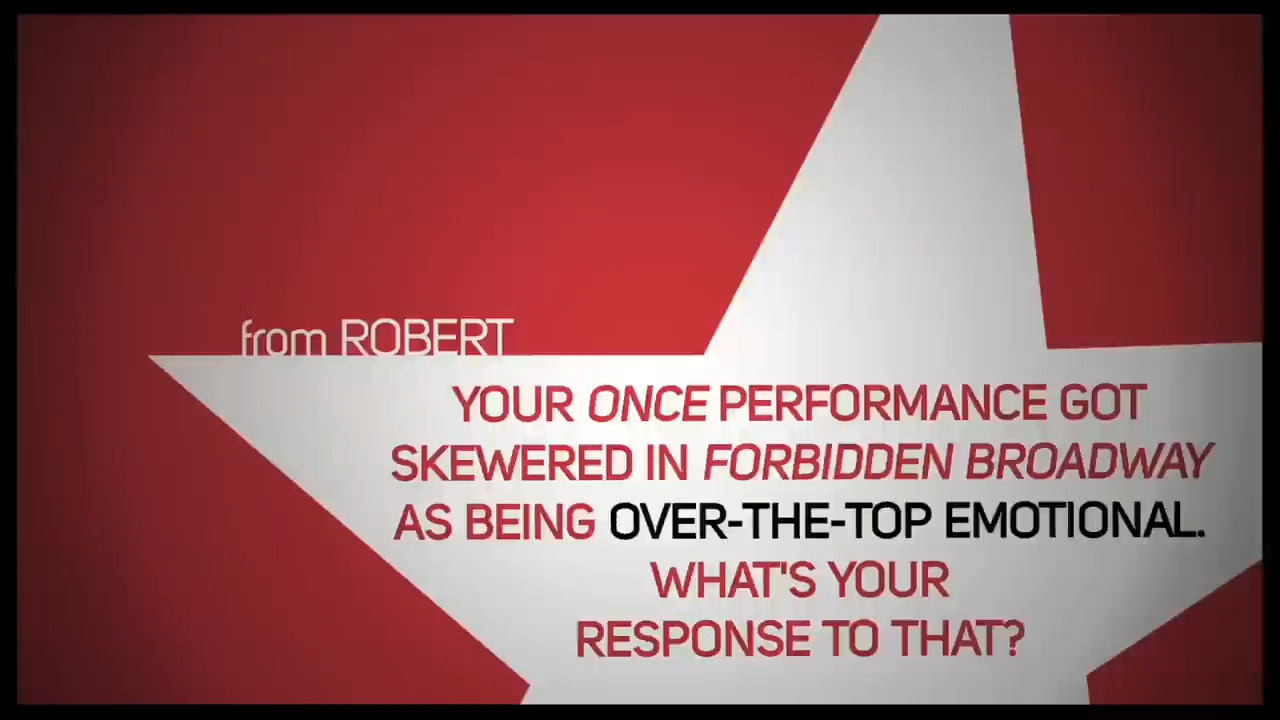 from ROBERT
YOUR ONCE PERFORMANCE GOT
SKEWERED IN FORBIDDEN BROADWAY
AS BEING OVER-THE-TOP EMOTIONAL.
WHAT'S YOUR
RESPONSE TO THAT?